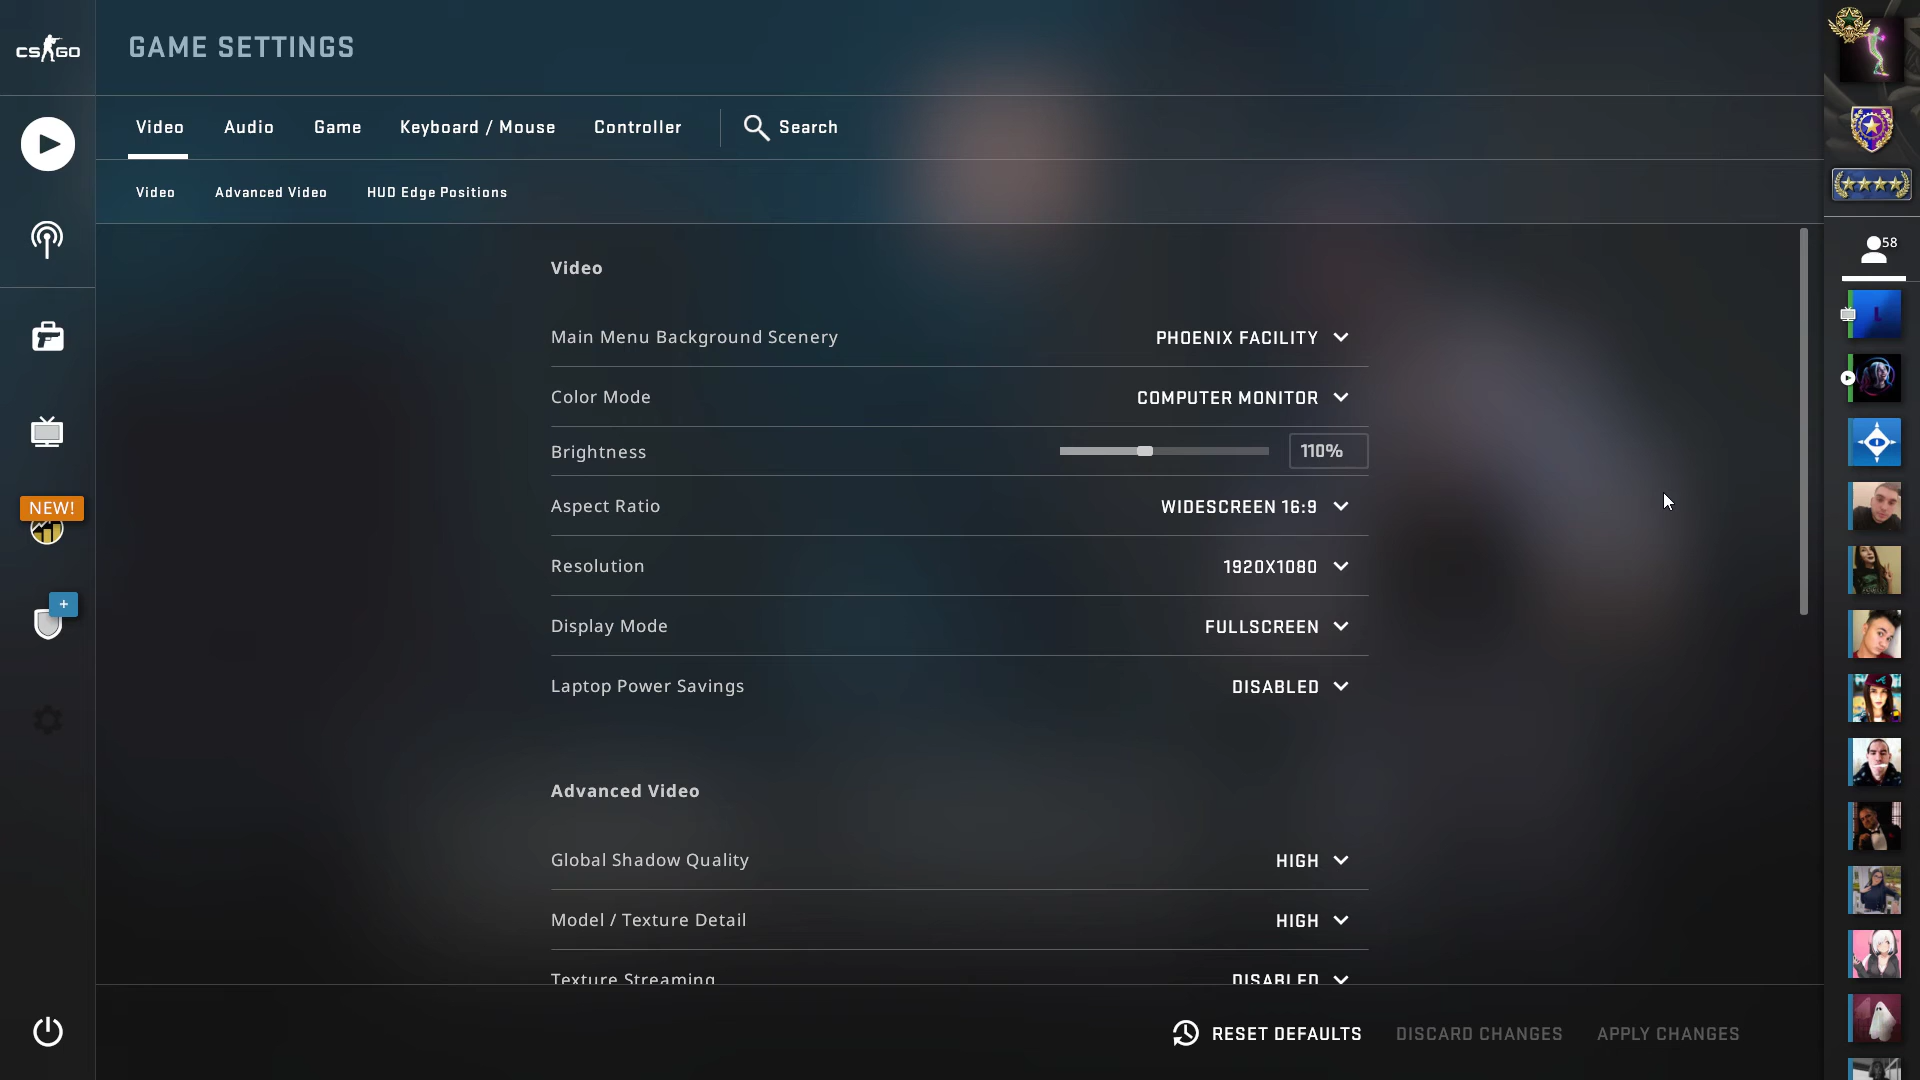 CS GO
GAME SETTINGS
Video
Audio
Game
Keyboard / Mouse
Controller
Search
Video
Advanced Video
HUD Edge Positions
58
Video
Main Menu Background Scenery
PHOENIX FACILITY
Color Mode
COMPUTER MONITOR
Brightness
110%
Aspect Ratio
WIDESCREEN 16:9
NEW!
Resolution
1920X1080
+
Display Mode
FULLSCREEN
Laptop Power Savings
DISABLED
Advanced Video
Global Shadow Quality
HIGH
Model / Texture Detail
HIGH
Texture Streaming
DISABLED
RESET DEFAULTS
DISCARD CHANGES
APPLY CHANGES